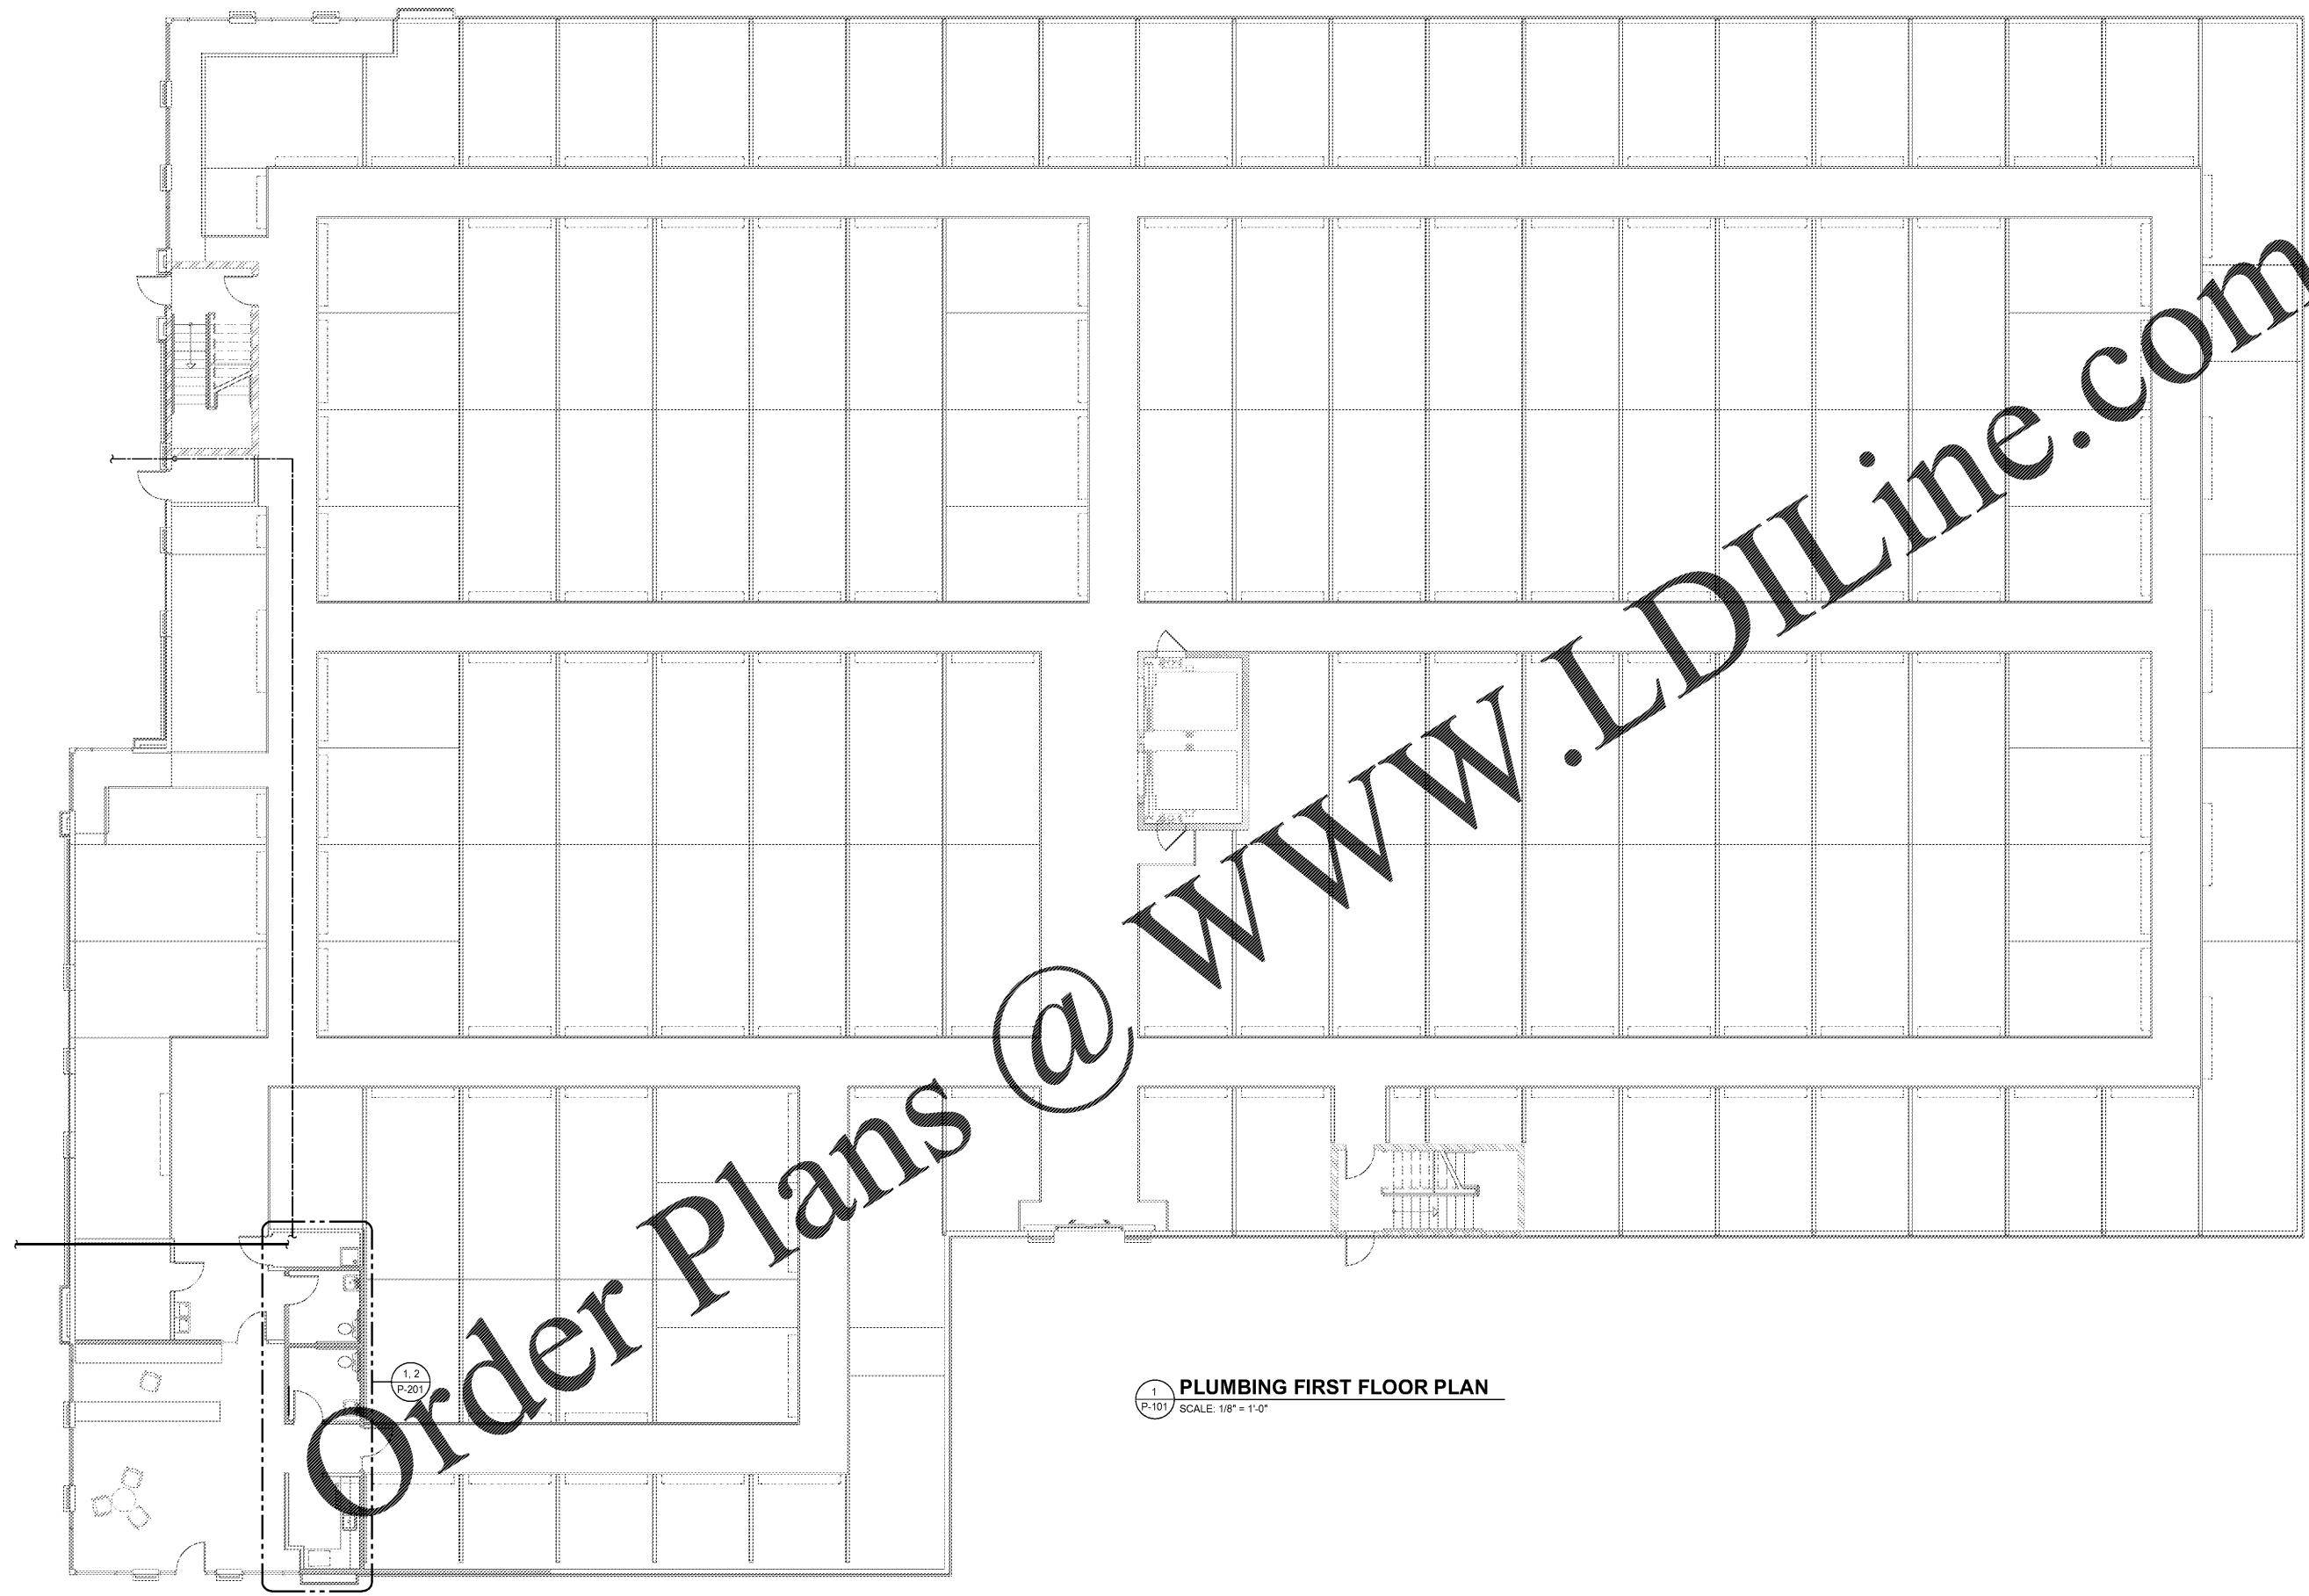 Order Plans @ www.LDILine.com
1, 2
P-201
1
P-101
PLUMBING FIRST FLOOR PLAN
SCALE: 1/8" = 1'-0"